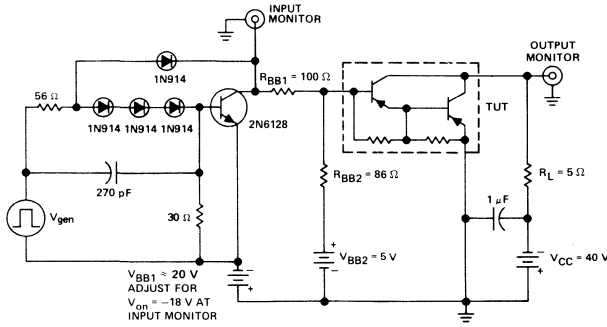 INPUT
MONITOR
OUTPUT
MONITOR
1N914
R_BB1 = 100 Ω
56 Ω
1N914 1N914 1N914
2N6128
TUT
R_BB2 = 86 Ω
R_L = 5 Ω
270 pF
1 μF
V_gen
30 Ω
V_BB1 ≈ 20 V
ADJUST FOR
V_on = −18 V AT
INPUT MONITOR
−
+
+
−
V_BB2 = 5 V
−
+
V_CC = 40 V